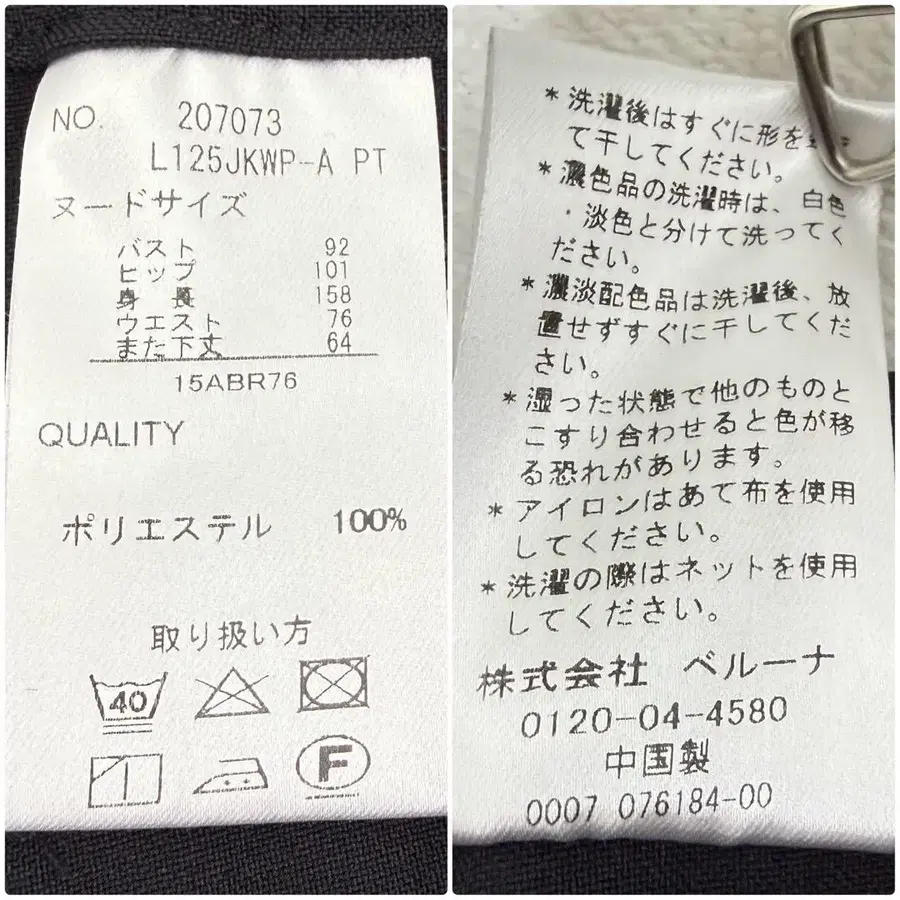 NO. 207073
L125JKWP-A PT
ヌードサイズ
バスト 92
ヒップ 101
身長 158
ウエスト 76
また下丈 64
15ABR76
QUALITY
ポリエステル 100%
取り扱い方
40
F
*洗濯後はすぐに形を
て干してください。
*濃色品の洗濯時は、白色
・淡色と分けて洗ってく
ださい。
*濃淡配色品は洗濯後、放
置せずすぐに干してくだ
さい。
*湿った状態で他のものと
こすり合わせると色が移
る恐れがあります。
*アイロンはあて布を使用
してください。
*洗濯の際はネットを使用
してください。
株式会社 ベルーナ
0120-04-4580
中国製
0007 076184-00